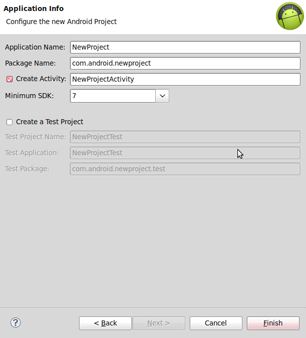 Application Info
Configure the new Android Project
Application Name: NewProject
Package Name: com.android.newproject
Create Activity: NewProjectActivity
Minimum SDK: 7
Create a Test Project
Test Project Name: NewProjectTest
Test Application: NewProjectTest
Test Package: com.android.newproject.test
? < Back Next > Cancel Finish